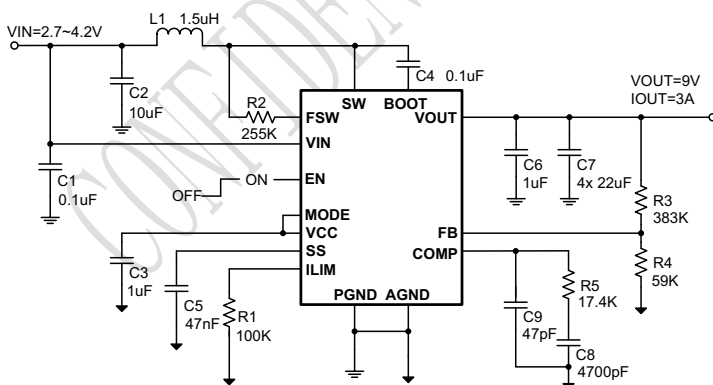 L1 1.5uH
VIN=2.7~4.2V
C4 0.1uF
C2
10uF
R2
255K
SW BOOT
FSW
VOUT
VIN
VOUT=9V
IOUT=3A
C1
0.1uF
C6
1uF
C7
4x 22uF
OFF ON EN
MODE
VCC
SS
ILIM
FB
COMP
R3
383K
R4
59K
C3
1uF
C5
47nF
R1
100K
PGND AGND
R5
17.4K
C9
47pF
C8
4700pF